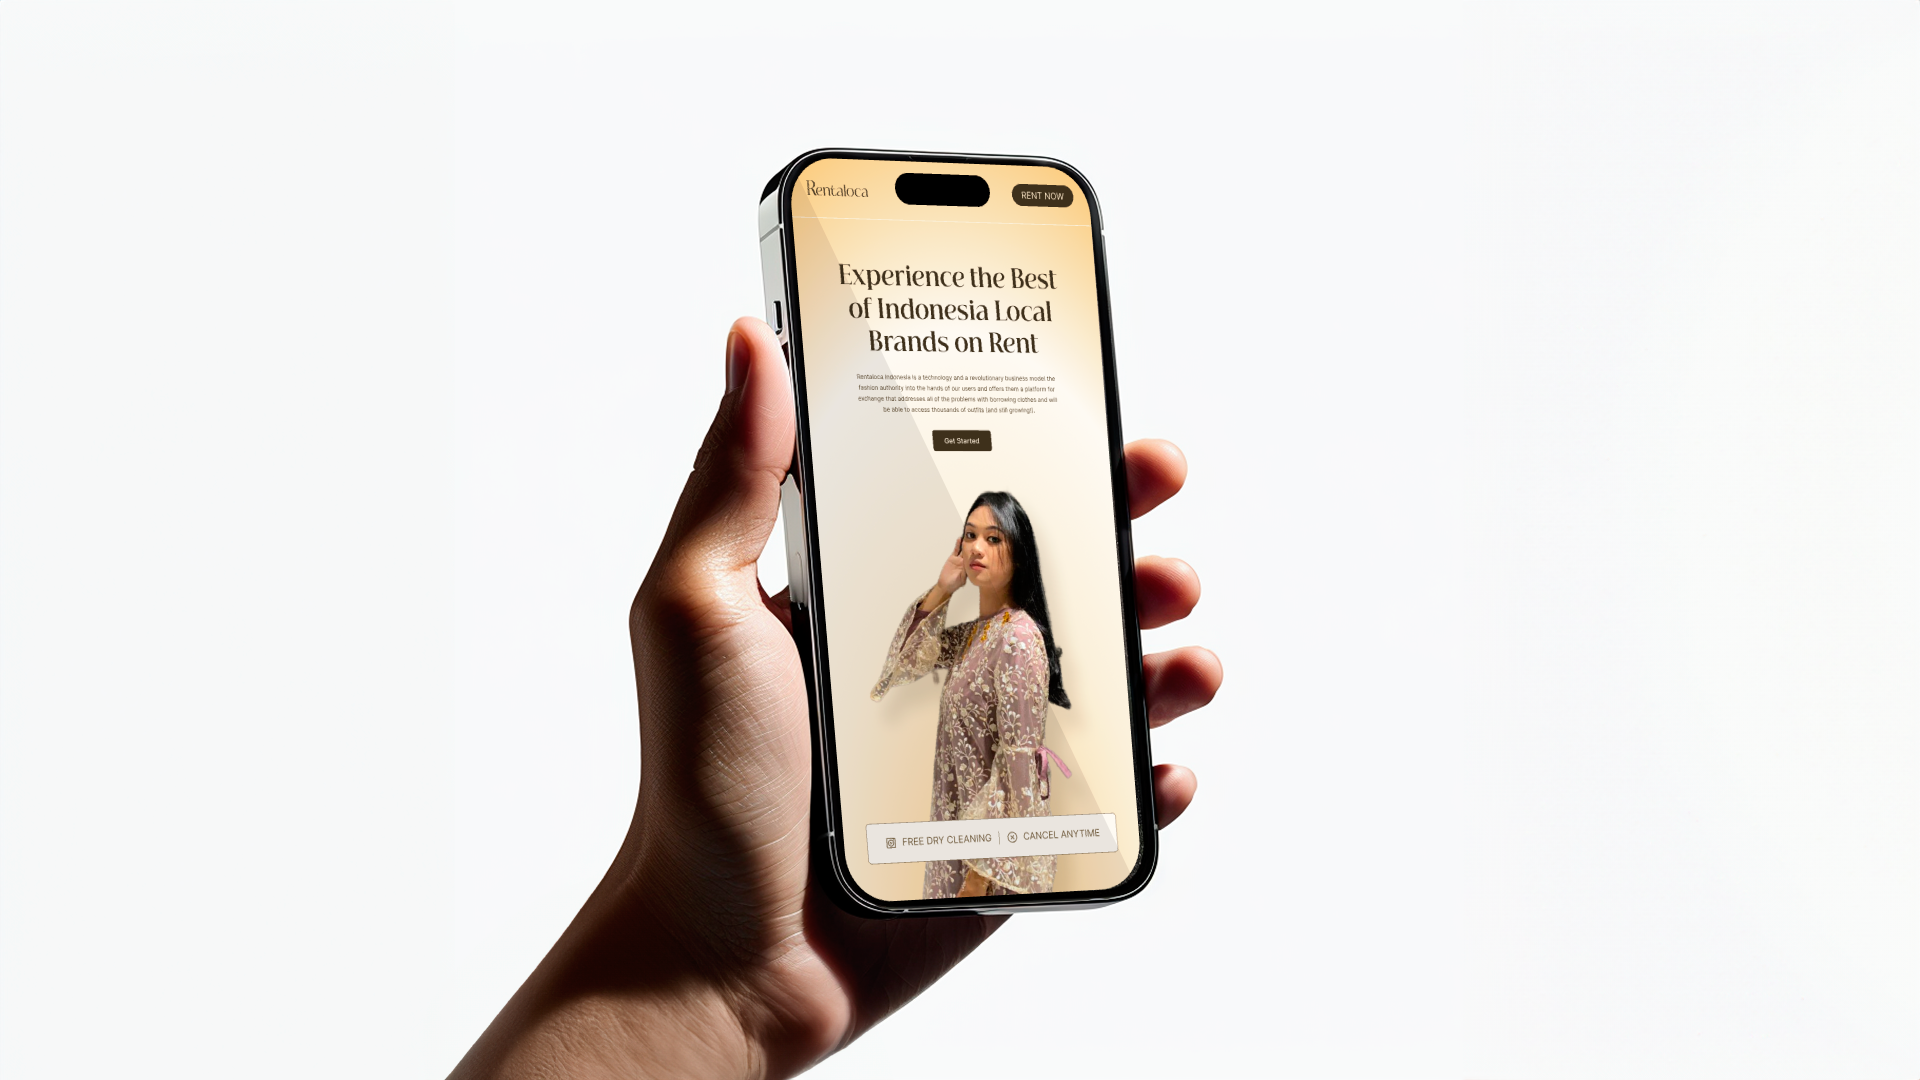 Rentaloca
RENT NOW
Experience the Best
of Indonesia Local
Brands on Rent
Rentaloca Indonesia is a technology and a revolutionary business model the
fashion authority into the hands of our users and offers them a platform for
exchange that addresses all of the problems with borrowing clothes and will
be able to access thousands of outfits (and still growing!).
Get Started
FREE DRY CLEANING | CANCEL ANYTIME